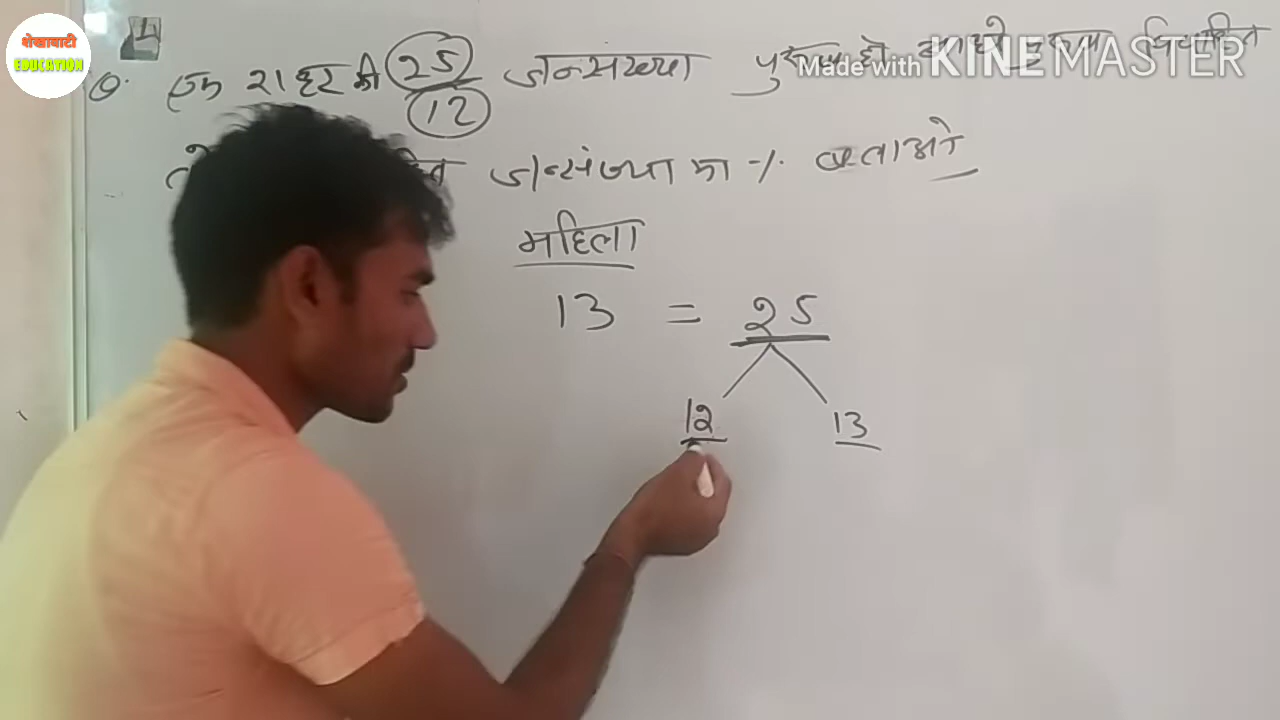 शेखावाटी
EDUCATION
Made with KINEMASTER
Q. एक शहर की 25 जनसंख्या पुरूष हो पुरूष विवाहित
12
तो जनसंख्या का % बताओ
महिला
13 = 25
12 13